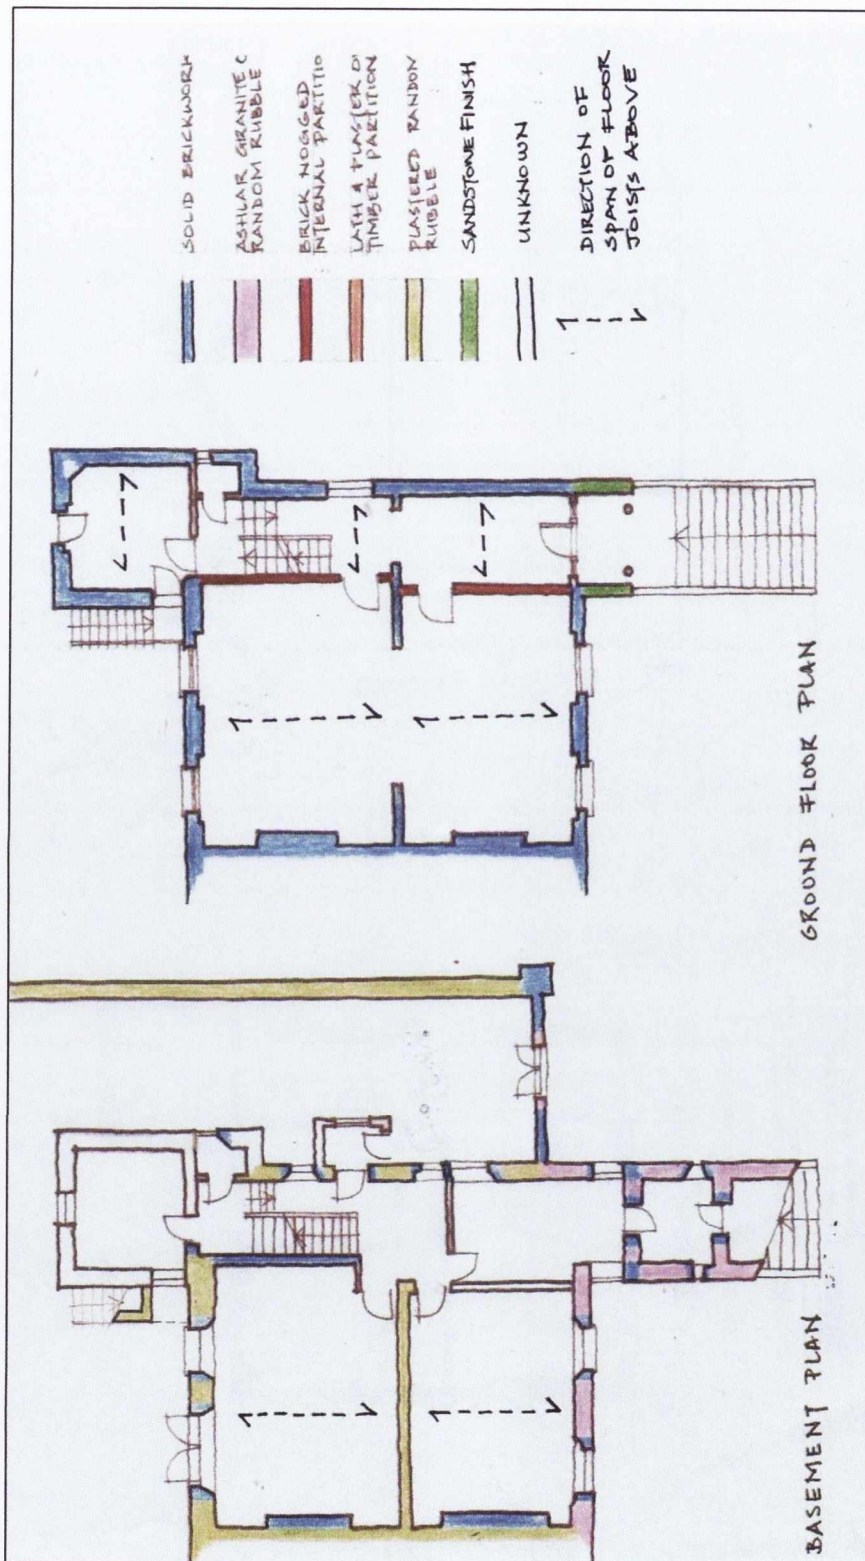 SOLID BRICKWORK
ASHLAR GRANITE
RANDOM RUBBLE
BRICK NOGGED
INTERNAL PARTITIO
LATH & PLASTER O
TIMBER PARTITION
PLASTERED RANDOM
RUBBLE
SANDSTONE FINISH
UNKNOWN
DIRECTION OF
SPAN OF FLOOR
JOISTS ABOVE
GROUND FLOOR PLAN
BASEMENT PLAN